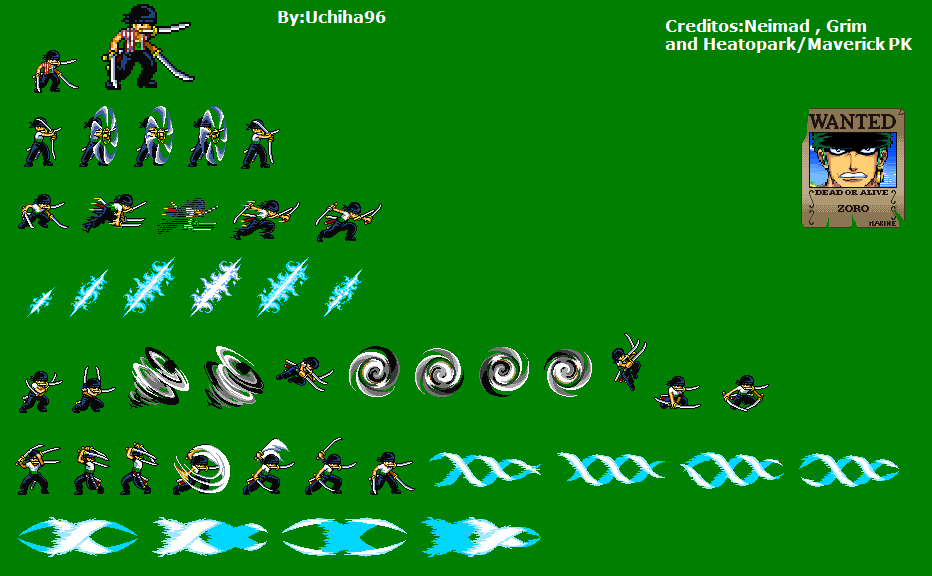 By:Uchiha96
Creditos:Neimad , Grim
and Heatopark/Maverick PK
WANTED
DEAD OR ALIVE
ZORO
MARINE